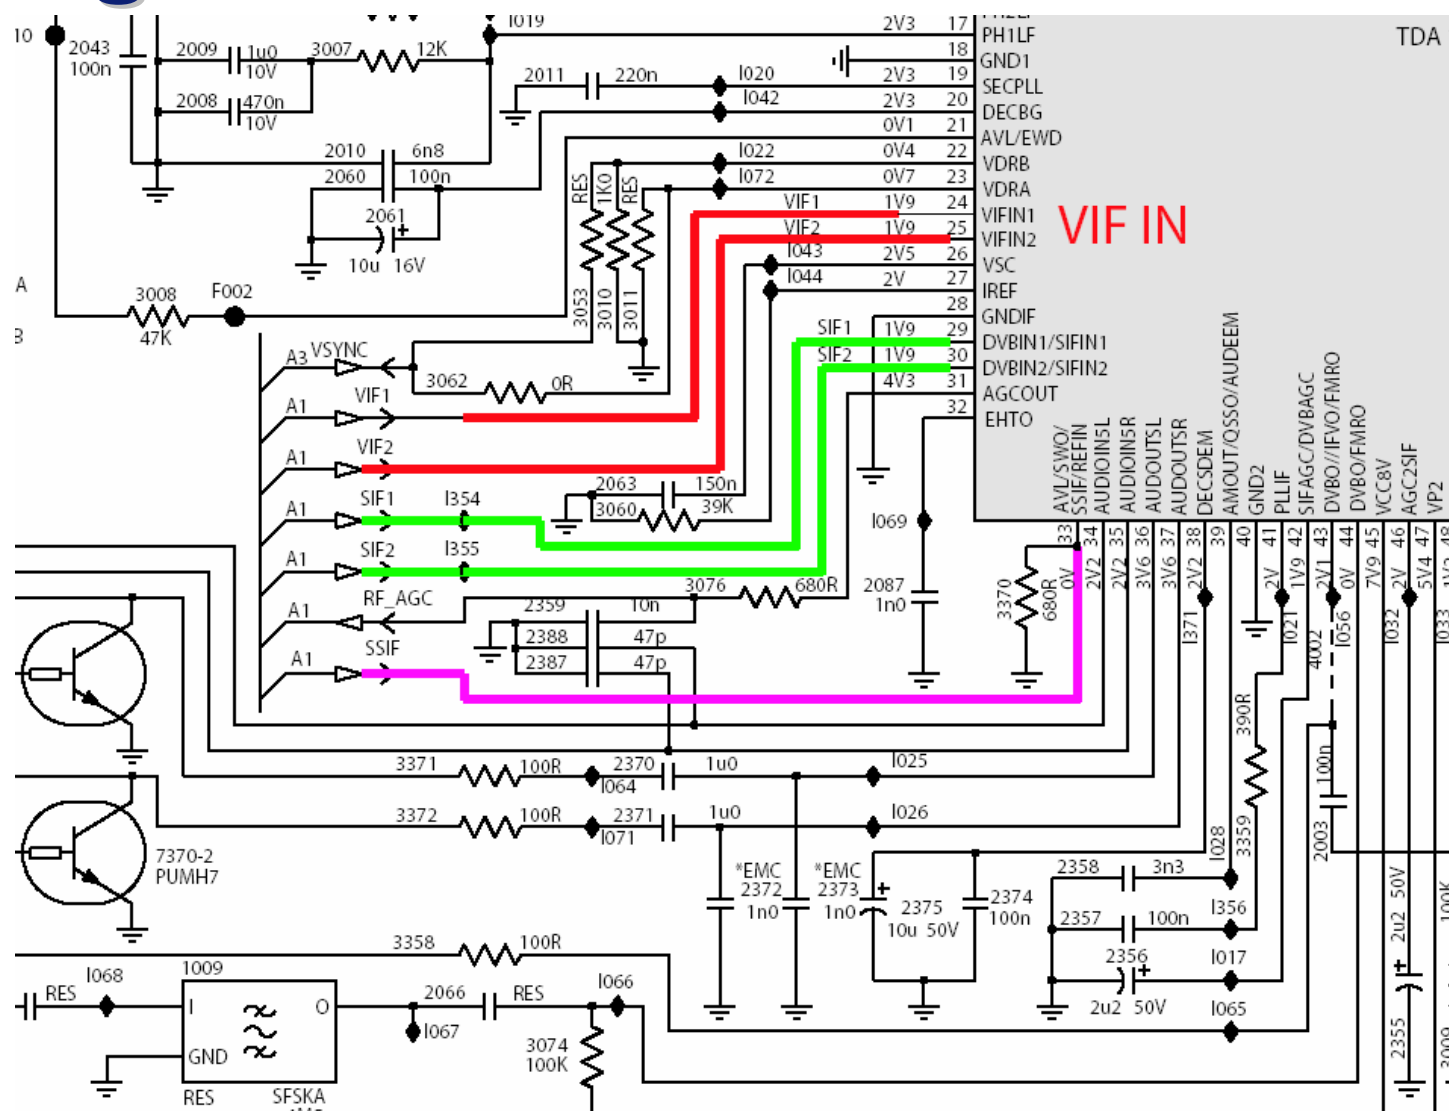 10
2043
100n
2009
1u0
10V
3007
12K
I019
2008
470n
10V
2010
6n8
2060
100n
2061
+
10u 16V
2011
220n
I020
I042
I022
I072
2V3
17
PH1LF
18
GND1
2V3
19
SECPLL
2V3
20
DECBG
0V1
21
AVL/EWD
0V4
22
VDRB
0V7
23
VDRA
VIF1
1V9
24
VIFIN1
VIF2
1V9
25
VIFIN2
I043
2V5
26
VSC
I044
2V
27
IREF
28
GNDIF
SIF1
1V9
29
DVBIN1/SIFIN1
SIF2
1V9
30
DVBIN2/SIFIN2
4V3
31
AGCOUT
32
EHTO
TDA
VIF IN
RES
1K0
RES
3053
3010
3011
A
3008
47K
F002
A3
VSYNC
3062
0R
A1
VIF1
A1
VIF2
A1
SIF1
I354
A1
SIF2
I355
A1
RF_AGC
A1
SSIF
2063
150n
3060
39K
3076
680R
2359
10n
2388
47p
2387
47p
I069
2087
1n0
3370
680R
AVL/SWO/
SSIF/REFIN
AUDIOIN5L
AUDIOIN5R
AUDOUTSL
AUDOUTSR
DECSDEM
AMOUT/QSSO/AUDEEM
GND2
PLLIF
SIFAGC/DVBAGC
DVBO//IFVO/FMRO
DVBO/FMRO
VCC8V
AGC2SIF
VP2
33
34
35
36
37
38
39
40
41
42
43
44
45
46
47
48
0V
2V2
2V2
3V6
3V6
2V2
2V
1V9
2V1
0V
7V9
2V
5V4
I371
I021
4002
I056
I032
I033
390R
3359
100n
2003
I028
3371
100R
I064
2370
1u0
I025
3372
100R
I071
2371
1u0
I026
7370-2
PUMH7
*EMC
2372
1n0
*EMC
2373
1n0
+
2375
10u 50V
2374
100n
2358
3n3
2357
100n
I356
2356
+
2u2 50V
I017
I065
2u2 50V
+
2355
100K
3009
3358
100R
RES
I068
1009
I
O
GND
RES
SFSKA
I067
2066
RES
I066
3074
100K